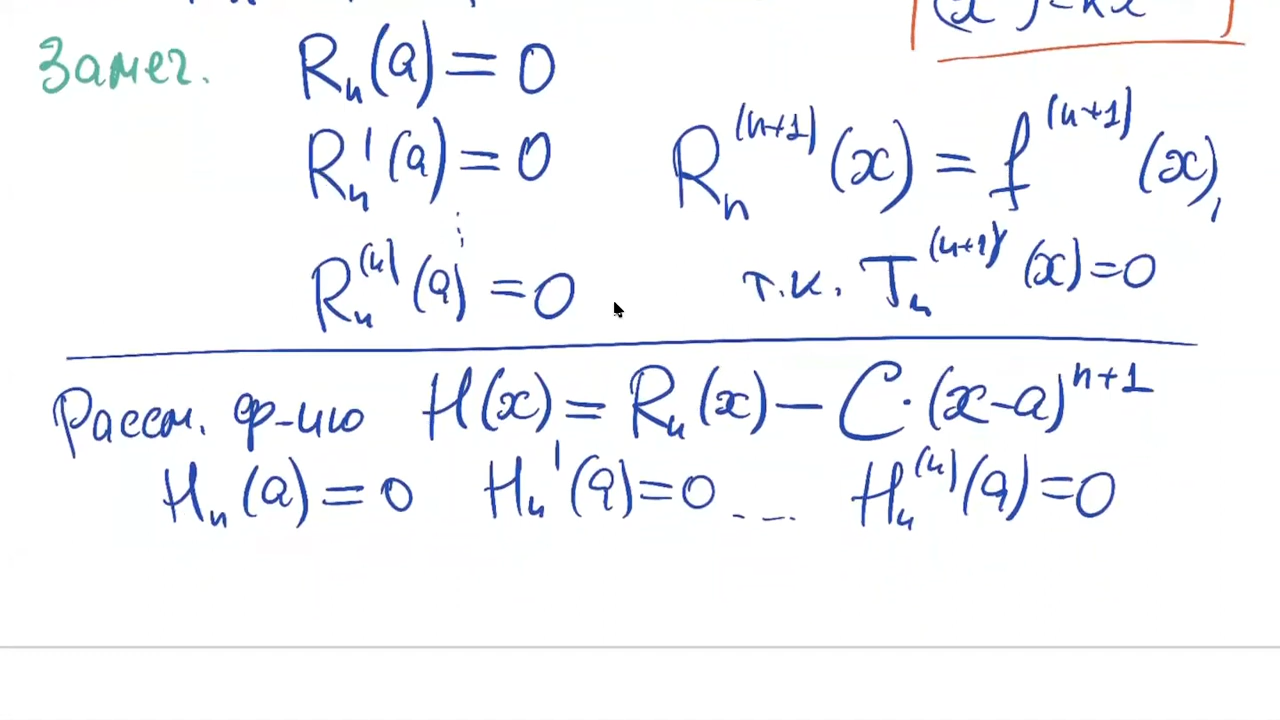 Замеч. Rₙ(a) = 0
Rₙ'(a) = 0
Rₙ⁽ⁿ⁺¹⁾(x) = f⁽ⁿ⁺¹⁾(x),
⋮
Rₙ⁽ⁿ⁾(a) = 0
т.к. Tₙ⁽ⁿ⁺¹⁾(x) = 0
Рассм. ф-ию H(x) = Rₙ(x) − C·(x−a)ⁿ⁺¹
Hₙ(a) = 0 Hₙ'(a) = 0 ... Hₙ⁽ⁿ⁾(a) = 0